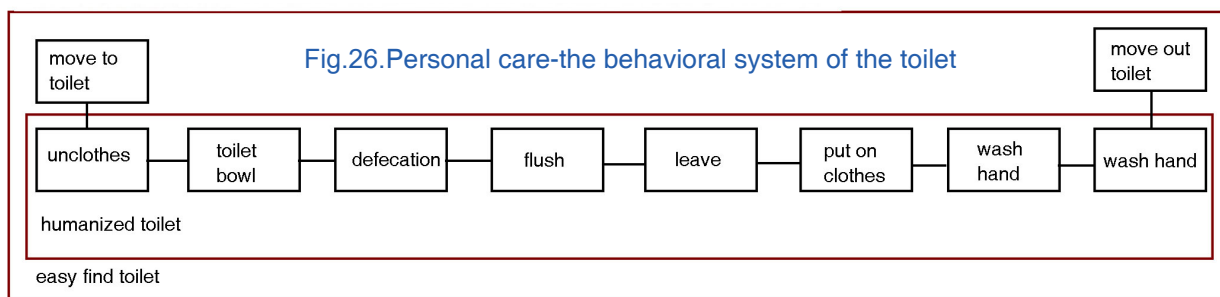 move to
toilet
Fig.26.Personal care-the behavioral system of the toilet
move out
toilet
unclothes
toilet
bowl
defecation
flush
leave
put on
clothes
wash
hand
wash hand
humanized toilet
easy find toilet